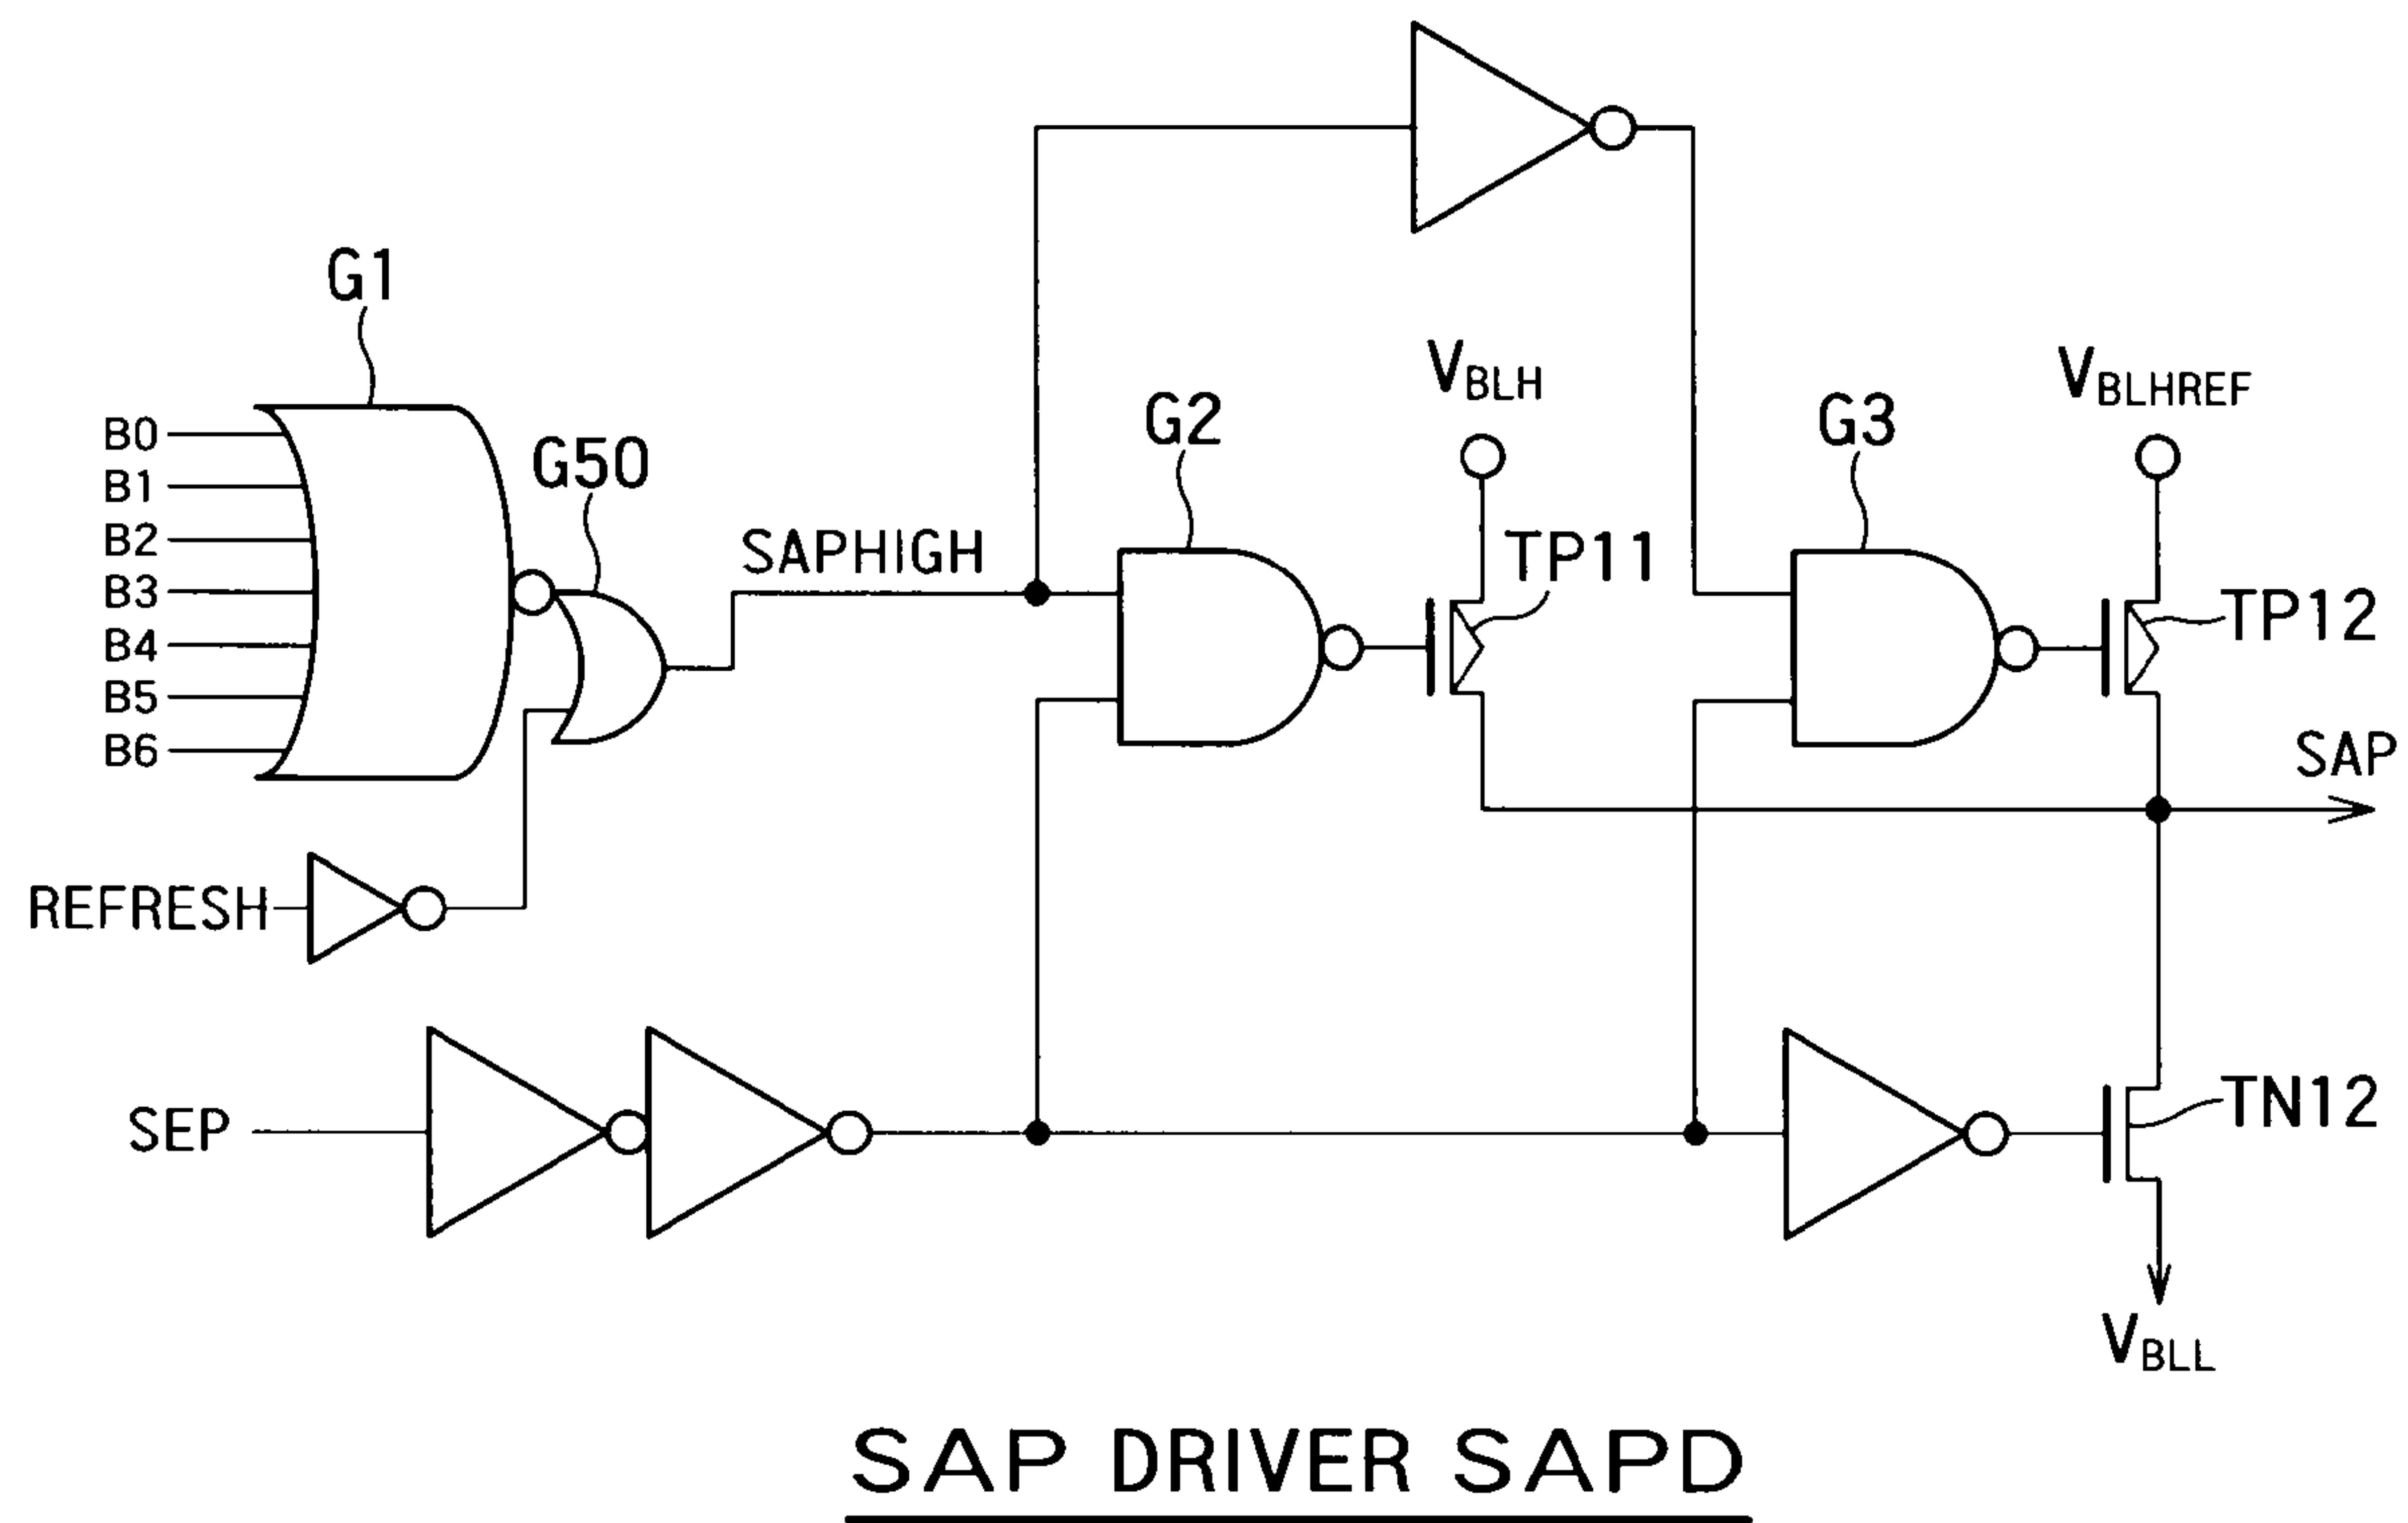 G1
B0
B1
B2
B3
B4
B5
B6
G50
SAPHIGH
G2
VBLH
TP11
G3
VBLHREF
TP12
SAP
REFRESH
SEP
TN12
VBLL
SAP DRIVER SAPD